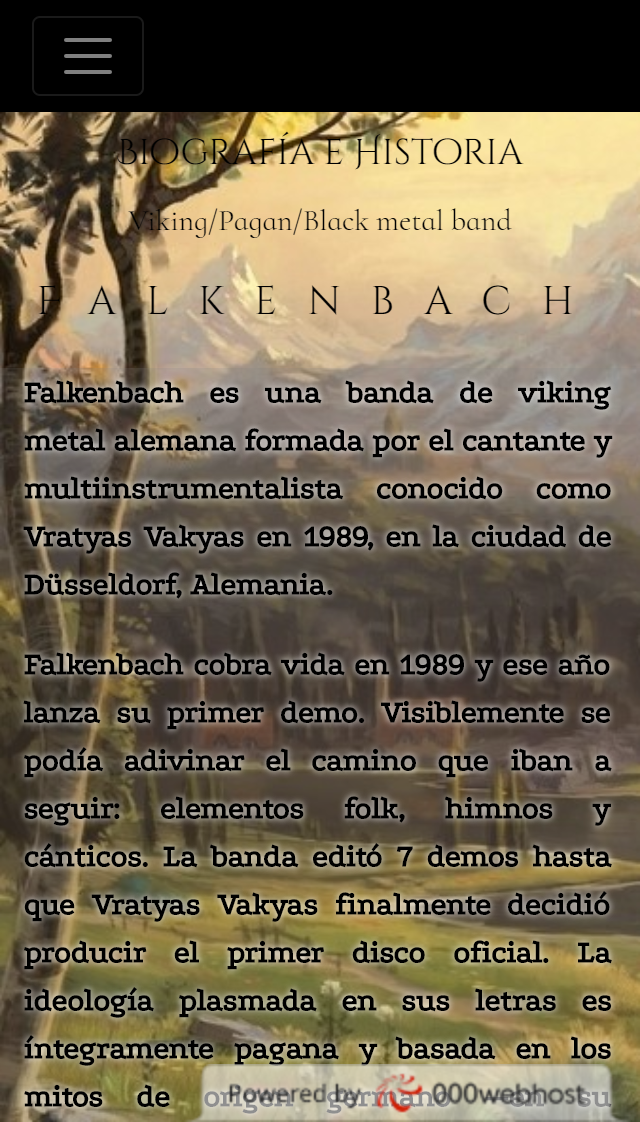 Biografía e Historia
Viking/Pagan/Black metal band
FALKENBACH
Falkenbach es una banda de viking
metal alemana formada por el cantante y
multiinstrumentalista conocido como
Vratyas Vakyas en 1989, en la ciudad de
Düsseldorf, Alemania.
Falkenbach cobra vida en 1989 y ese año
lanza su primer demo. Visiblemente se
podía adivinar el camino que iban a
seguir: elementos folk, himnos y
cánticos. La banda editó 7 demos hasta
que Vratyas Vakyas finalmente decidió
producir el primer disco oficial. La
ideología plasmada en sus letras es
íntegramente pagana y basada en los
mitos de origen germano su
Powered by 000webhost